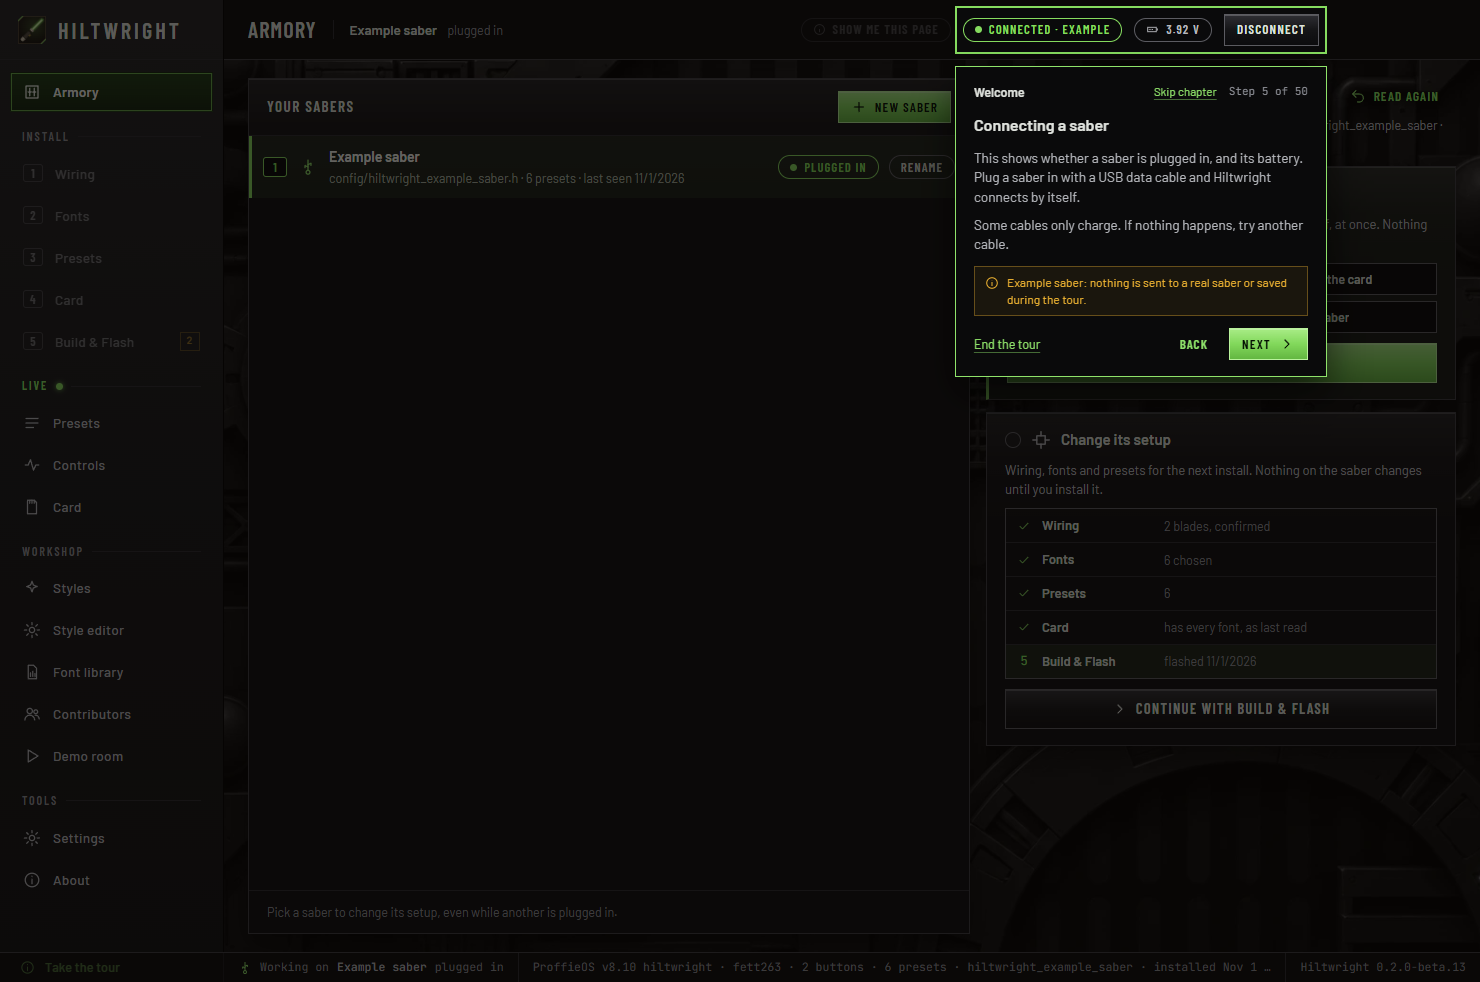 HILTWRIGHT
ARMORY
Example saber plugged in
SHOW ME THIS PAGE
CONNECTED · EXAMPLE
3.92 V
DISCONNECT
Armory
INSTALL
1 Wiring
2 Fonts
3 Presets
4 Card
5 Build & Flash 2
LIVE
Presets
Controls
Card
WORKSHOP
Styles
Style editor
Font library
Contributors
Demo room
TOOLS
Settings
About
Take the tour
YOUR SABERS
NEW SABER
1 Example saber
config/hiltwright_example_saber.h · 6 presets · last seen 11/1/2026
PLUGGED IN
RENAME
Pick a saber to change its setup, even while another is plugged in.
Welcome
Skip chapter
Step 5 of 50
Connecting a saber
This shows whether a saber is plugged in, and its battery.
Plug a saber in with a USB data cable and Hiltwright
connects by itself.
Some cables only charge. If nothing happens, try another
cable.
Example saber: nothing is sent to a real saber or saved
during the tour.
End the tour
BACK
NEXT
READ AGAIN
right_example_saber ·
, at once. Nothing
the card
aber
Change its setup
Wiring, fonts and presets for the next install. Nothing on the saber changes
until you install it.
Wiring 2 blades, confirmed
Fonts 6 chosen
Presets 6
Card has every font, as last read
5 Build & Flash flashed 11/1/2026
CONTINUE WITH BUILD & FLASH
Working on Example saber plugged in
ProffieOS v8.10 hiltwright · fett263 · 2 buttons · 6 presets · hiltwright_example_saber · installed Nov 1 …
Hiltwright 0.2.0-beta.13